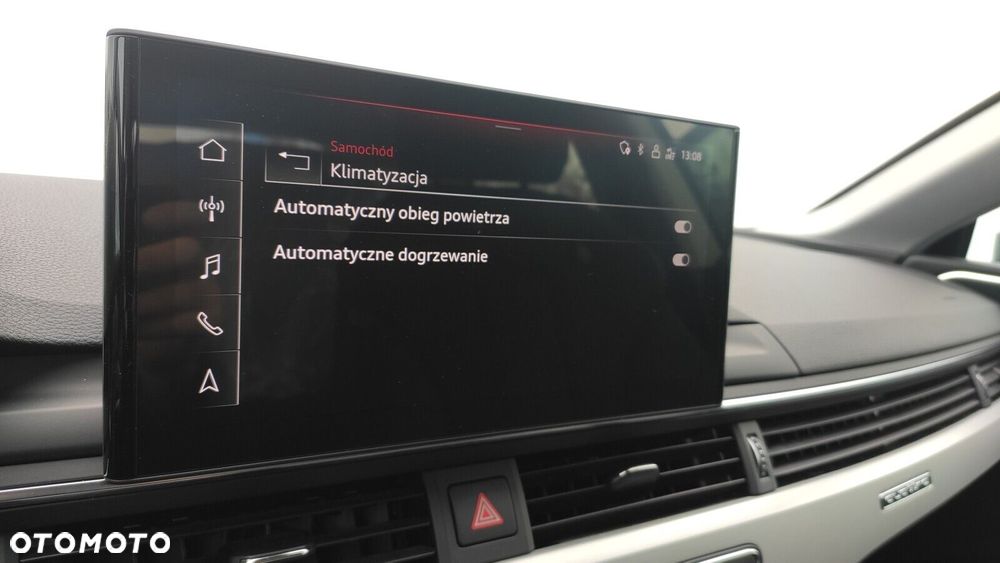 Samochód
Klimatyzacja
13:08
Automatyczny obieg powietrza
Automatyczne dogrzewanie
OTOMOTO